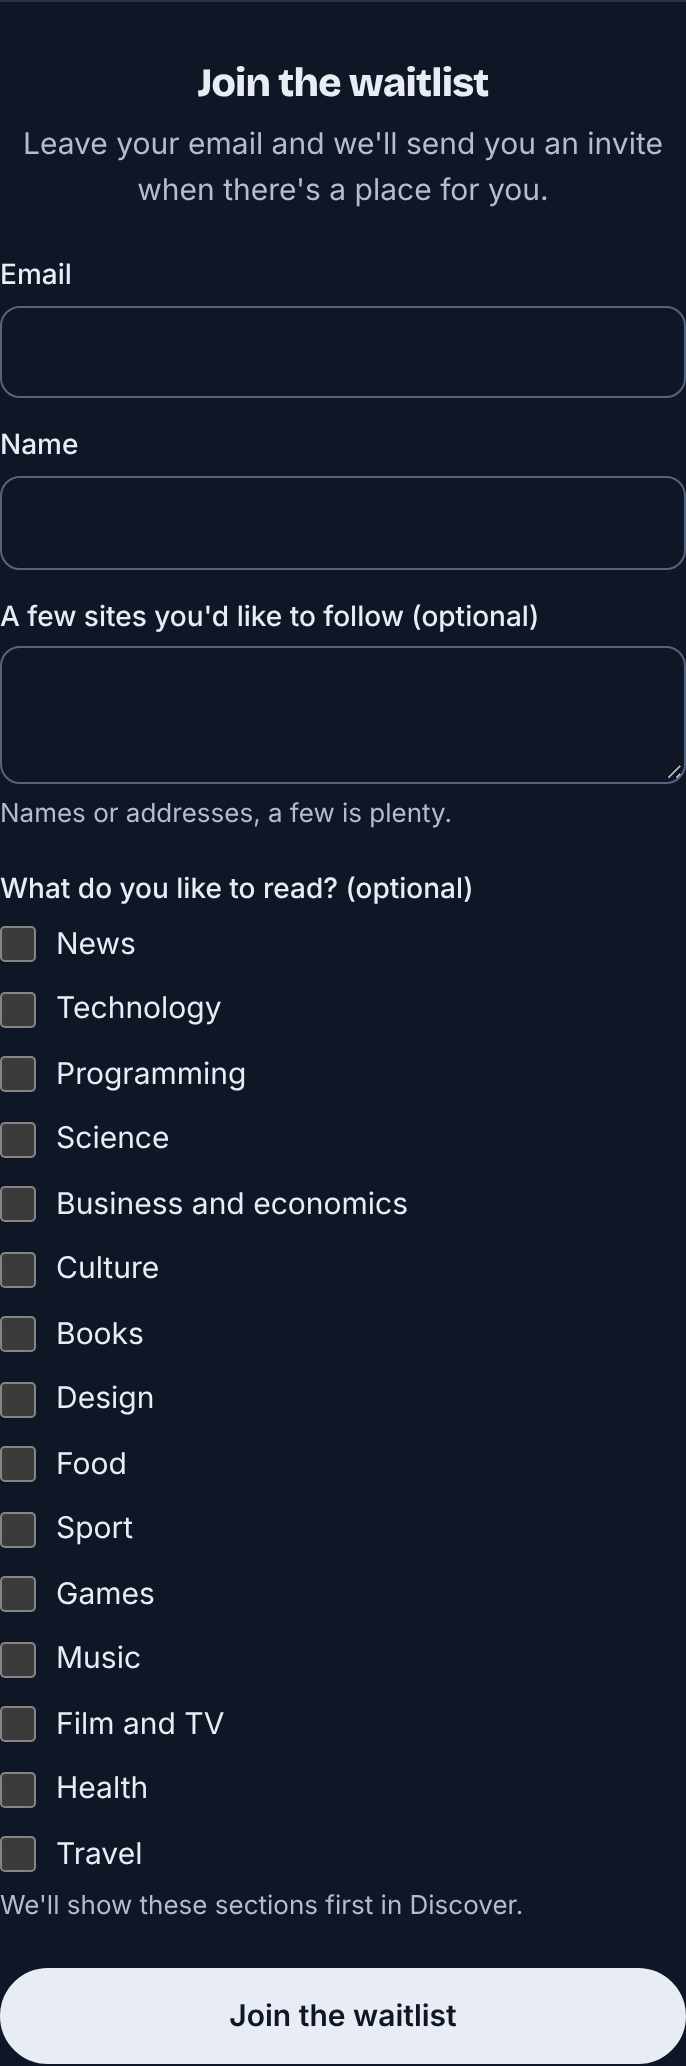 Join the waitlist
Leave your email and we'll send you an invite
when there's a place for you.
Email
Name
A few sites you'd like to follow (optional)
Names or addresses, a few is plenty.
What do you like to read? (optional)
News
Technology
Programming
Science
Business and economics
Culture
Books
Design
Food
Sport
Games
Music
Film and TV
Health
Travel
We'll show these sections first in Discover.
Join the waitlist